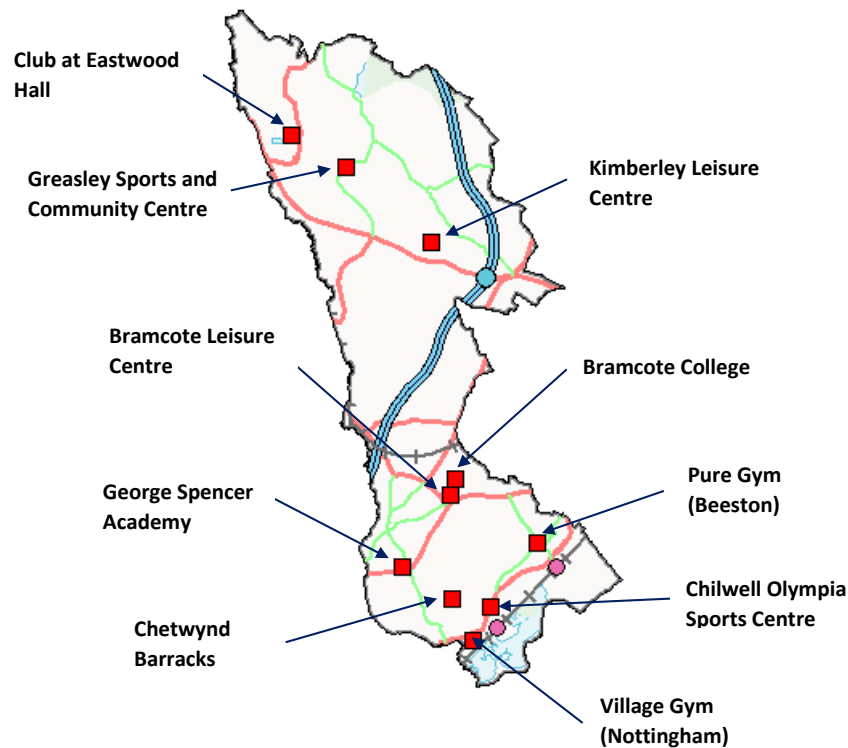 Club at Eastwood
Hall
Greasley Sports and
Community Centre
Kimberley Leisure
Centre
Bramcote Leisure
Centre
Bramcote College
George Spencer
Academy
Pure Gym
(Beeston)
Chetwynd
Barracks
Chilwell Olympia
Sports Centre
Village Gym
(Nottingham)